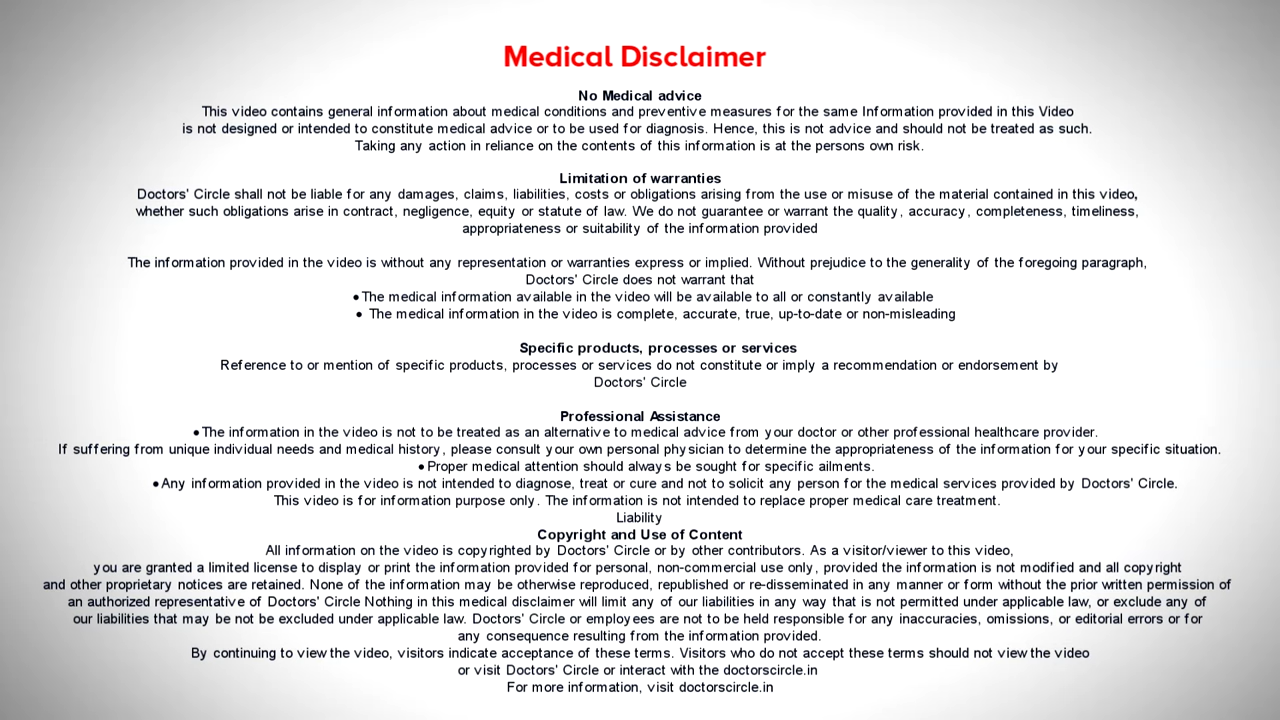 Medical Disclaimer
No Medical advice
This video contains general information about medical conditions and preventive measures for the same Information provided in this Video
is not designed or intended to constitute medical advice or to be used for diagnosis. Hence, this is not advice and should not be treated as such.
Taking any action in reliance on the contents of this information is at the persons own risk.
Limitation of warranties
Doctors' Circle shall not be liable for any damages, claims, liabilities, costs or obligations arising from the use or misuse of the material contained in this video,
whether such obligations arise in contract, negligence, equity or statute of law. We do not guarantee or warrant the quality, accuracy, completeness, timeliness,
appropriateness or suitability of the information provided
The information provided in the video is without any representation or warranties express or implied. Without prejudice to the generality of the foregoing paragraph,
Doctors' Circle does not warrant that
• The medical information available in the video will be available to all or constantly available
• The medical information in the video is complete, accurate, true, up-to-date or non-misleading
Specific products, processes or services
Reference to or mention of specific products, processes or services do not constitute or imply a recommendation or endorsement by
Doctors' Circle
Professional Assistance
• The information in the video is not to be treated as an alternative to medical advice from your doctor or other professional healthcare provider.
If suffering from unique individual needs and medical history, please consult your own personal physician to determine the appropriateness of the information for your specific situation.
• Proper medical attention should always be sought for specific ailments.
• Any information provided in the video is not intended to diagnose, treat or cure and not to solicit any person for the medical services provided by Doctors' Circle.
This video is for information purpose only. The information is not intended to replace proper medical care treatment.
Liability
Copyright and Use of Content
All information on the video is copyrighted by Doctors' Circle or by other contributors. As a visitor/viewer to this video,
you are granted a limited license to display or print the information provided for personal, non-commercial use only, provided the information is not modified and all copyright
and other proprietary notices are retained. None of the information may be otherwise reproduced, republished or re-disseminated in any manner or form without the prior written permission of
an authorized representative of Doctors' Circle Nothing in this medical disclaimer will limit any of our liabilities in any way that is not permitted under applicable law, or exclude any of
our liabilities that may be not be excluded under applicable law. Doctors' Circle or employees are not to be held responsible for any inaccuracies, omissions, or editorial errors or for
any consequence resulting from the information provided.
By continuing to view the video, visitors indicate acceptance of these terms. Visitors who do not accept these terms should not view the video
or visit Doctors' Circle or interact with the doctorscircle.in
For more information, visit doctorscircle.in